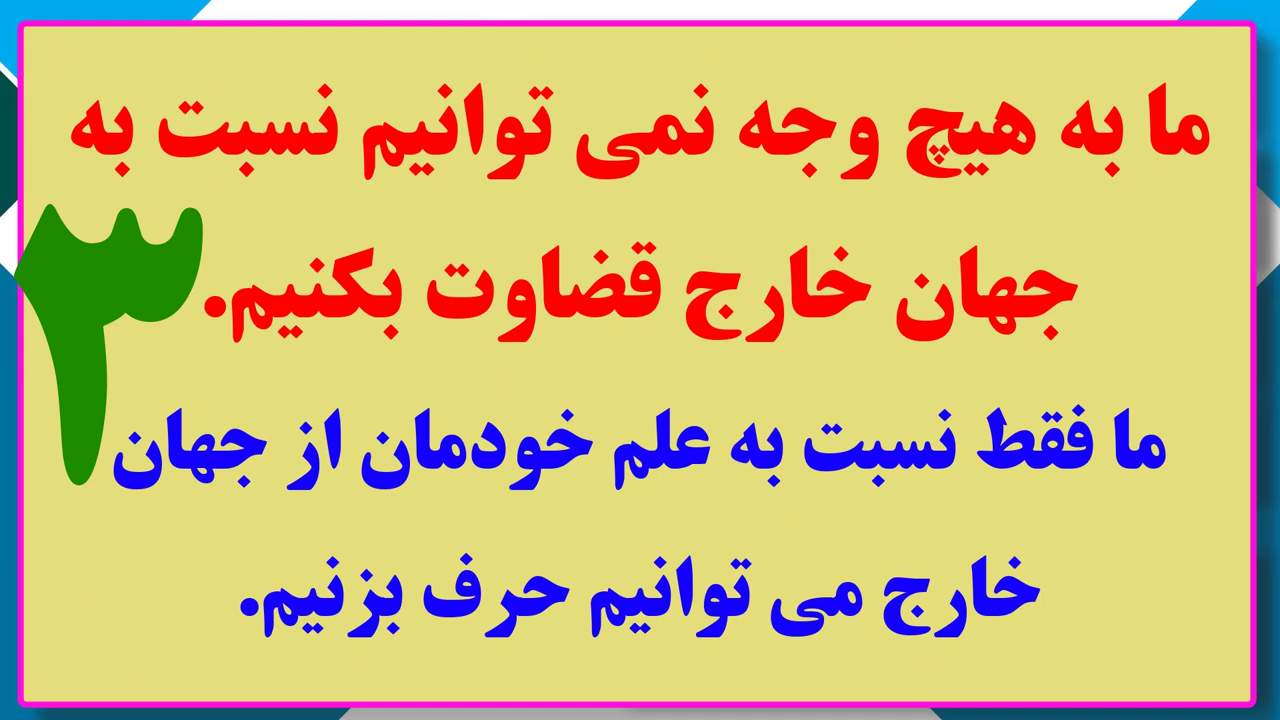 ما به هیچ وجه نمی توانیم نسبت به
جهان خارج قضاوت بکنیم.
۳
ما فقط نسبت به علم خودمان از جهان
خارج می توانیم حرف بزنیم.